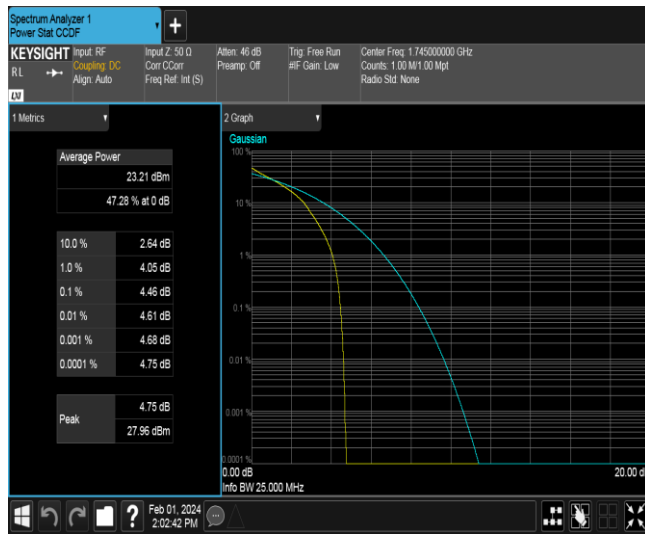 Spectrum Analyzer 1
Power Stat CCDF
+
KEYSIGHT
RL
LXI
Input: RF
Coupling: DC
Align: Auto
Input Z: 50 Ω
Corr CCorr
Freq Ref: Int (S)
Atten: 46 dB
Preamp: Off
Trig: Free Run
#IF Gain: Low
Center Freq: 1.745000000 GHz
Counts: 1.00 M/1.00 Mpt
Radio Std: None
1 Metrics
Average Power
23.21 dBm
47.28 % at 0 dB
10.0 % 2.64 dB
1.0 % 4.05 dB
0.1 % 4.46 dB
0.01 % 4.61 dB
0.001 % 4.68 dB
0.0001 % 4.75 dB
Peak
4.75 dB
27.96 dBm
2 Graph
Gaussian
100 %
10 %
1 %
0.1 %
0.01 %
0.001 %
0.0001 %
0.00 dB
20.00 d
Info BW 25.000 MHz
?
Feb 01, 2024
2:02:42 PM